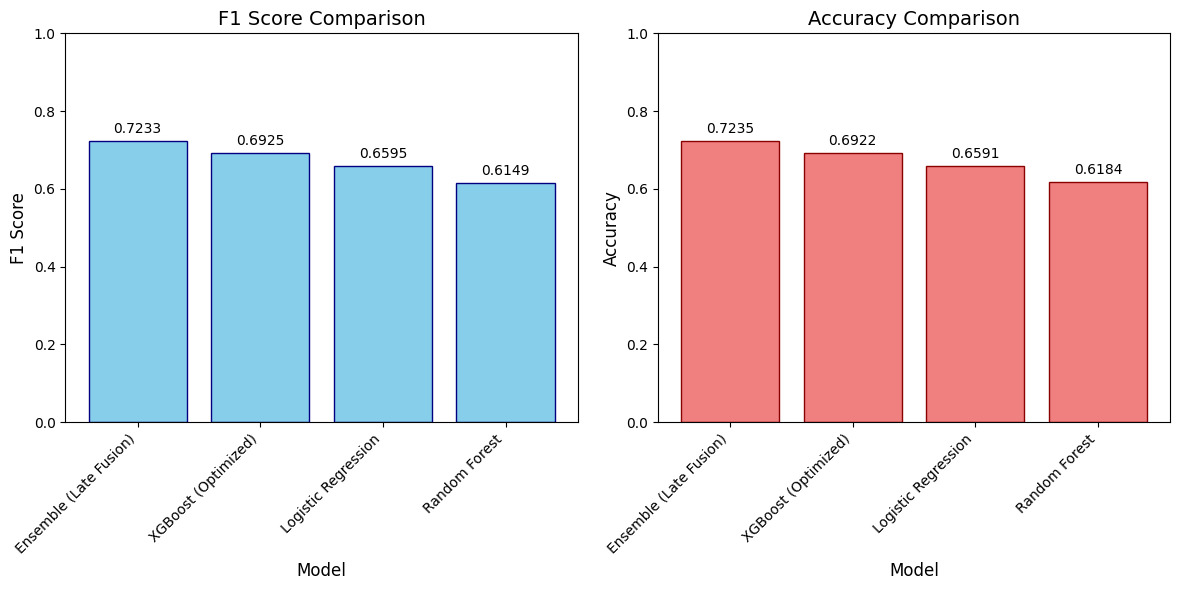 F1 Score Comparison
F1 Score
1.0
0.8
0.6
0.4
0.2
0.0
0.7233
0.6925
0.6595
0.6149
Ensemble (Late Fusion)
XGBoost (Optimized)
Logistic Regression
Random Forest
Model
Accuracy Comparison
Accuracy
1.0
0.8
0.6
0.4
0.2
0.0
0.7235
0.6922
0.6591
0.6184
Ensemble (Late Fusion)
XGBoost (Optimized)
Logistic Regression
Random Forest
Model